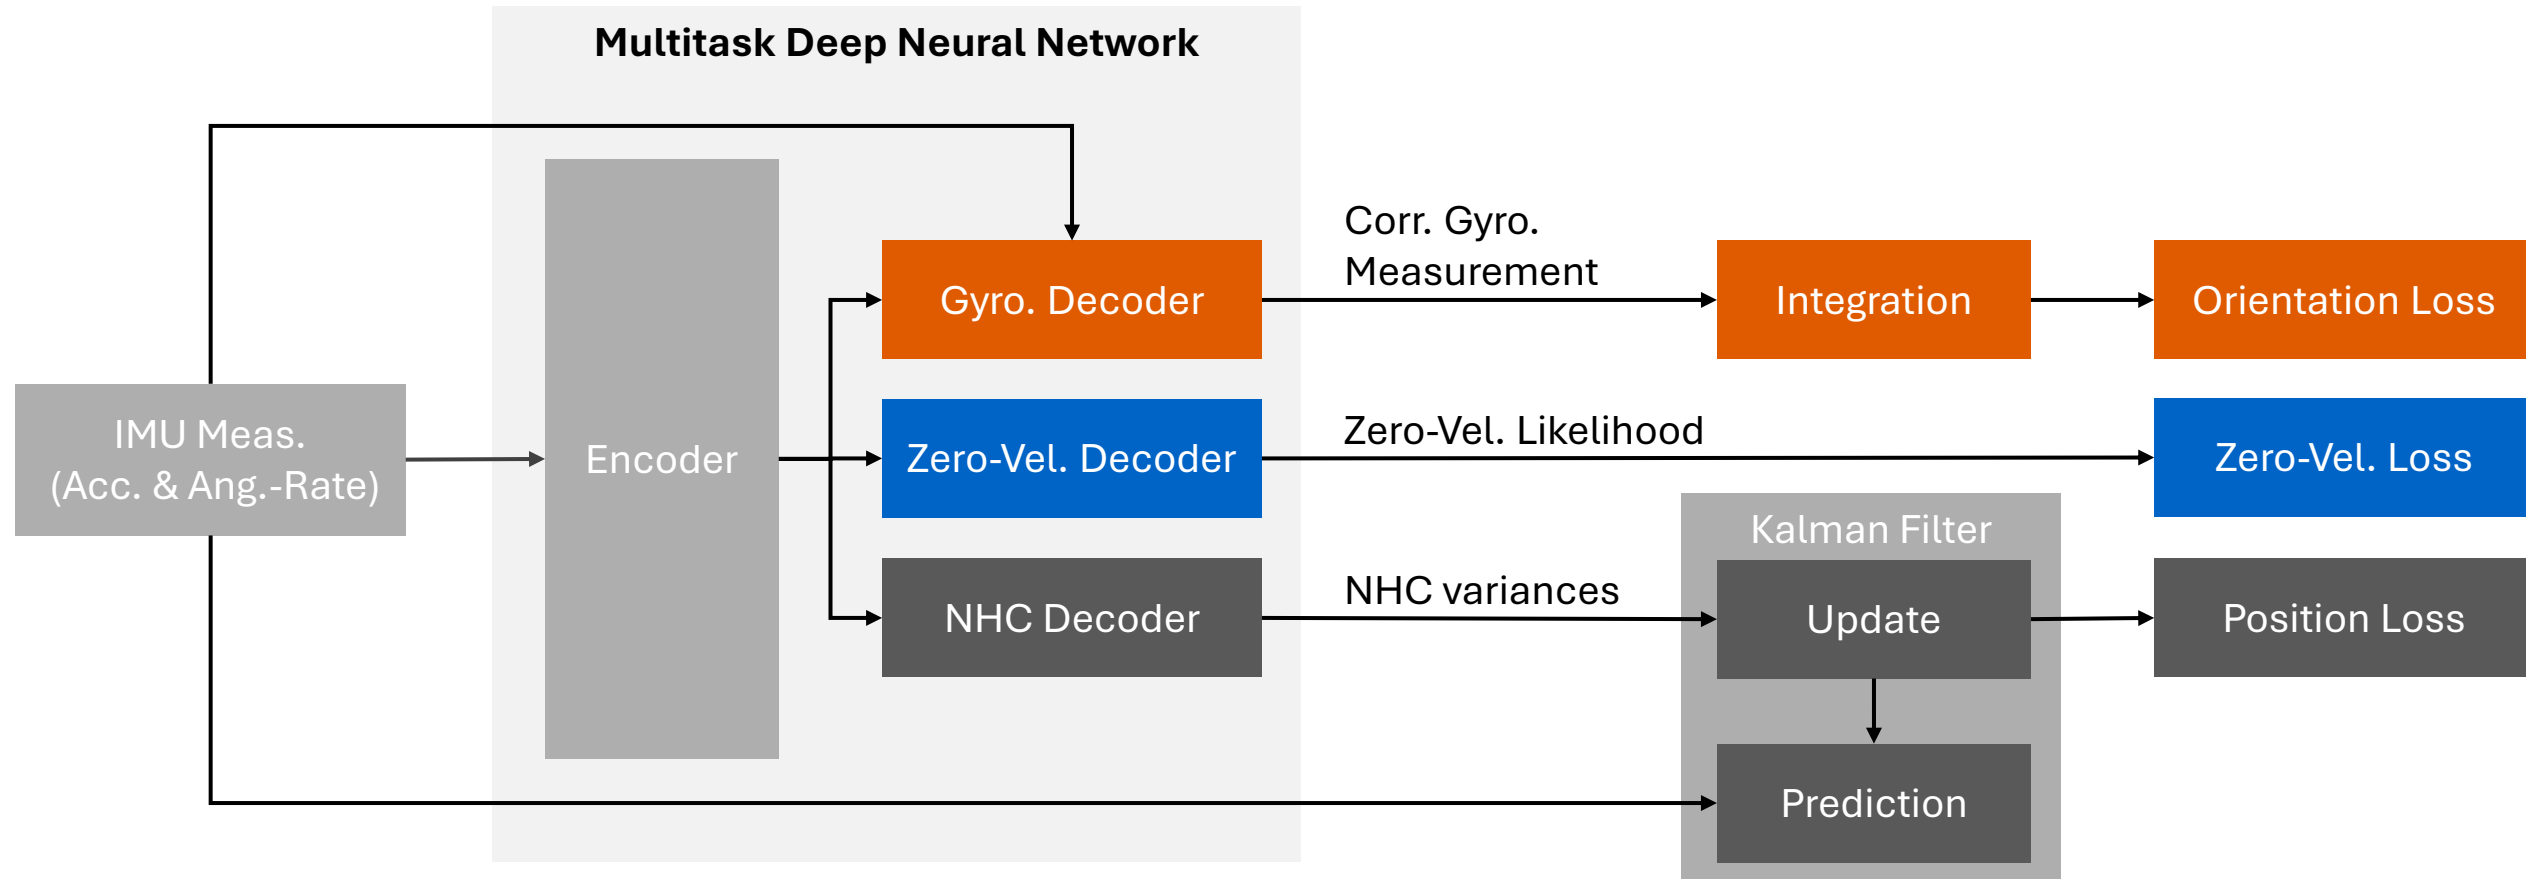 Multitask Deep Neural Network
IMU Meas.
(Acc. & Ang.-Rate)
Encoder
Gyro. Decoder
Zero-Vel. Decoder
NHC Decoder
Corr. Gyro.
Measurement
Zero-Vel. Likelihood
NHC variances
Integration
Kalman Filter
Update
Prediction
Orientation Loss
Zero-Vel. Loss
Position Loss